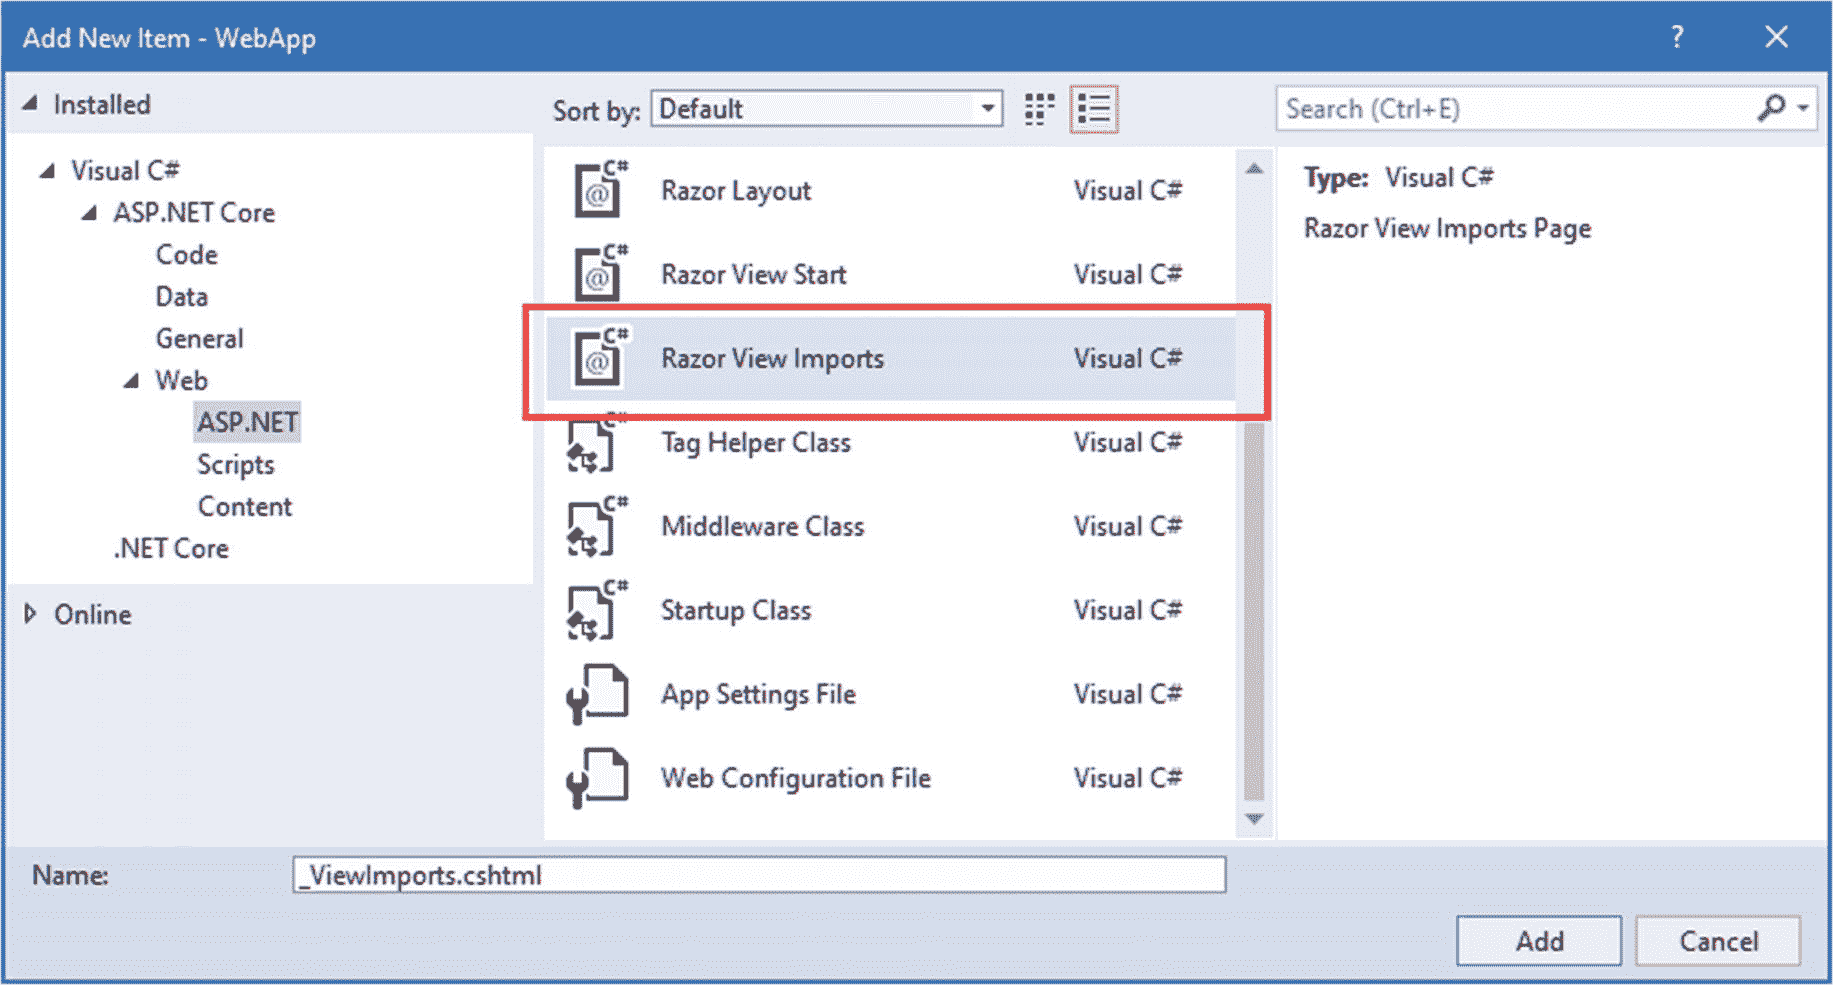 Add New Item - WebApp
?
Installed
Sort by: Default
Search (Ctrl+E)
Visual C#
ASP.NET Core
Code
Data
General
Web
ASP.NET
Scripts
Content
.NET Core
Online
C# @ Razor Layout Visual C#
C# @ Razor View Start Visual C#
C# @ Razor View Imports Visual C#
C# Tag Helper Class Visual C#
C# Middleware Class Visual C#
C# Startup Class Visual C#
App Settings File Visual C#
Web Configuration File Visual C#
Type: Visual C#
Razor View Imports Page
Name: _ViewImports.cshtml
Add Cancel